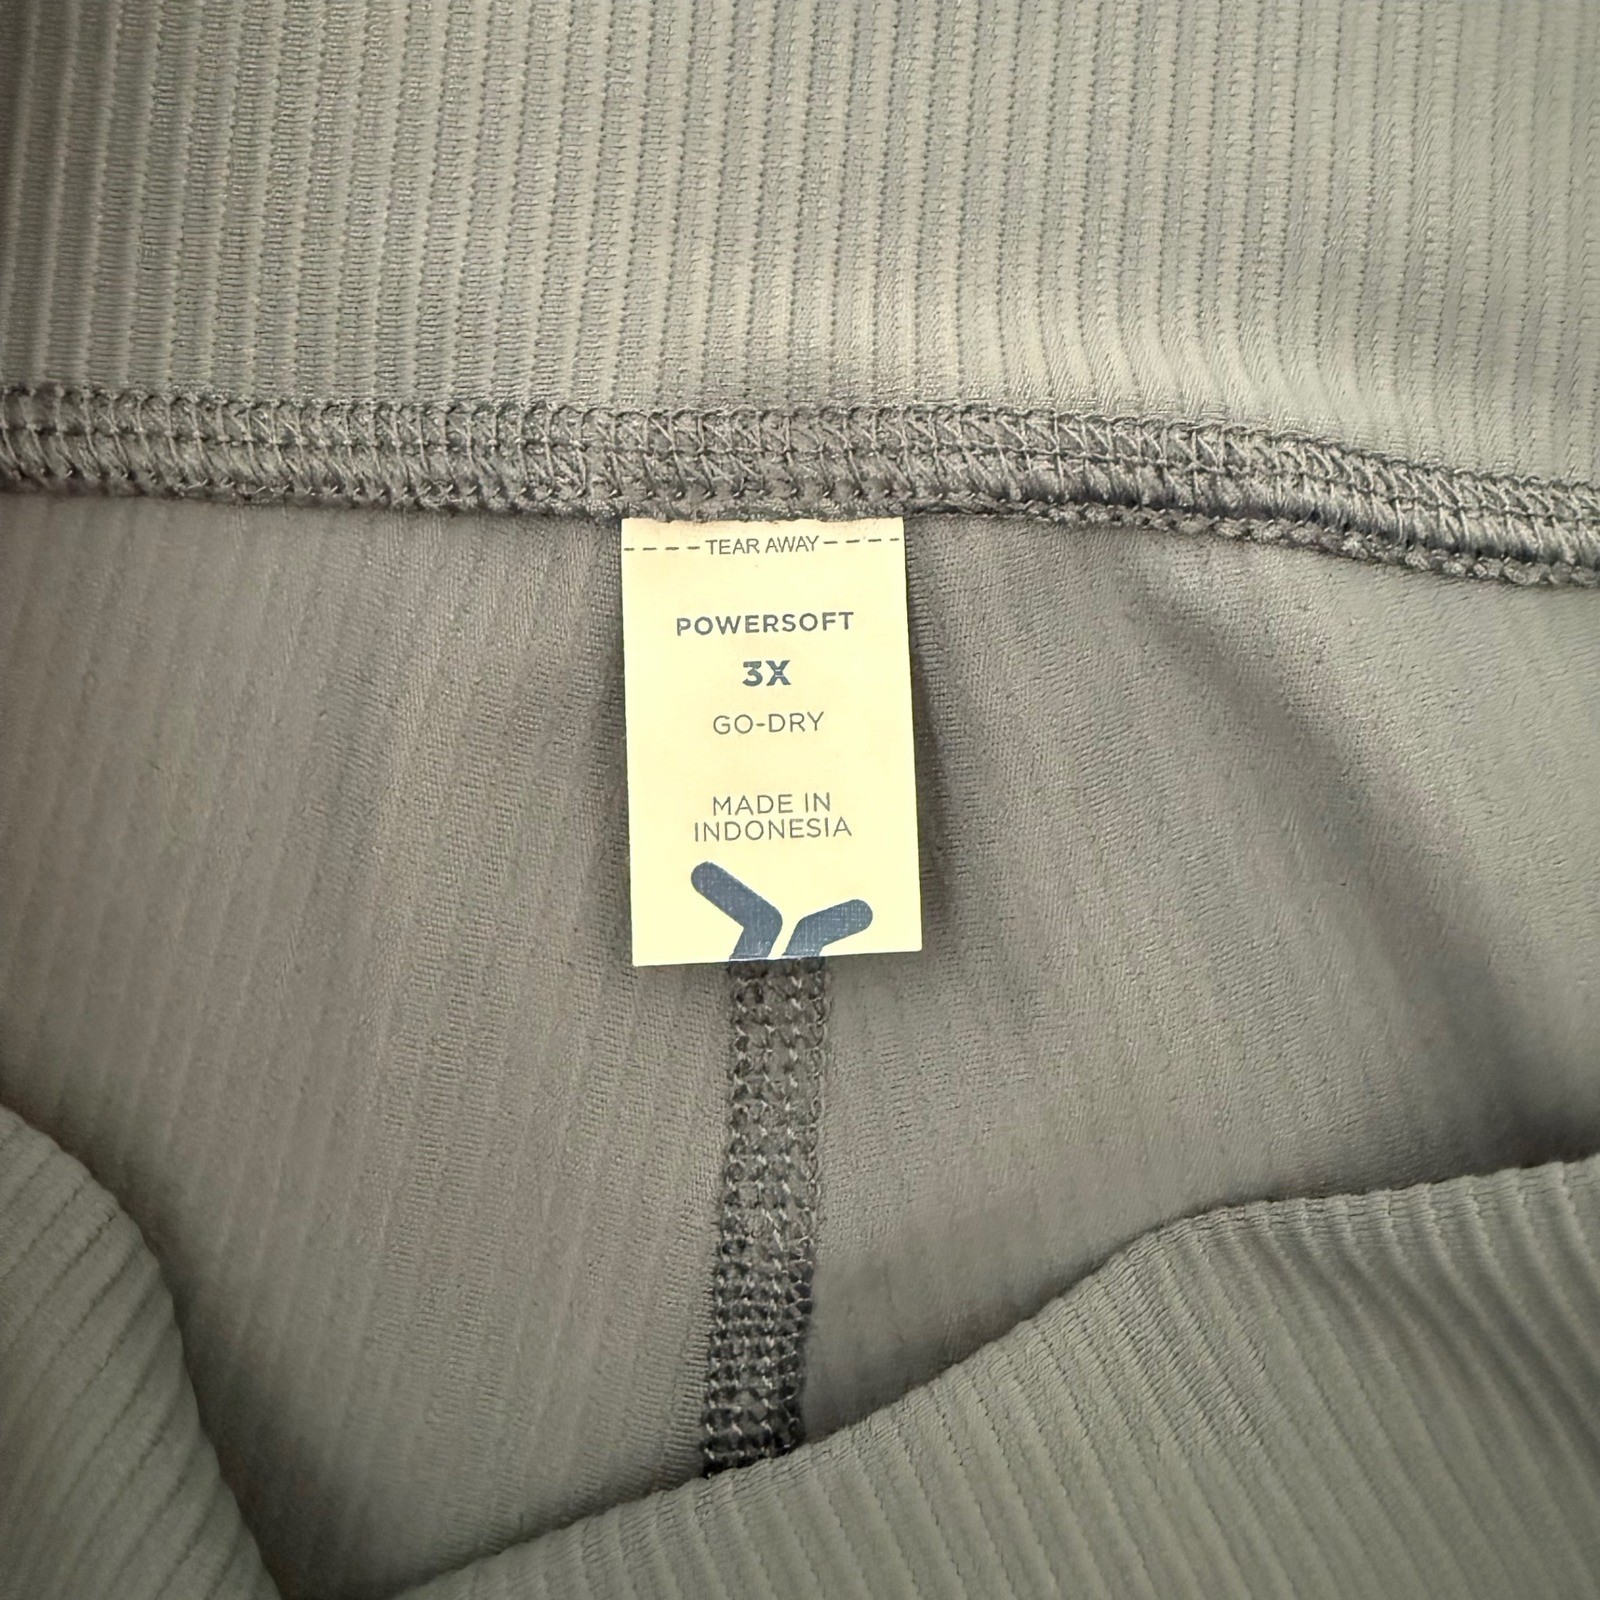 TEAR AWAY
POWERSOFT
3X
GO-DRY
MADE IN
INDONESIA